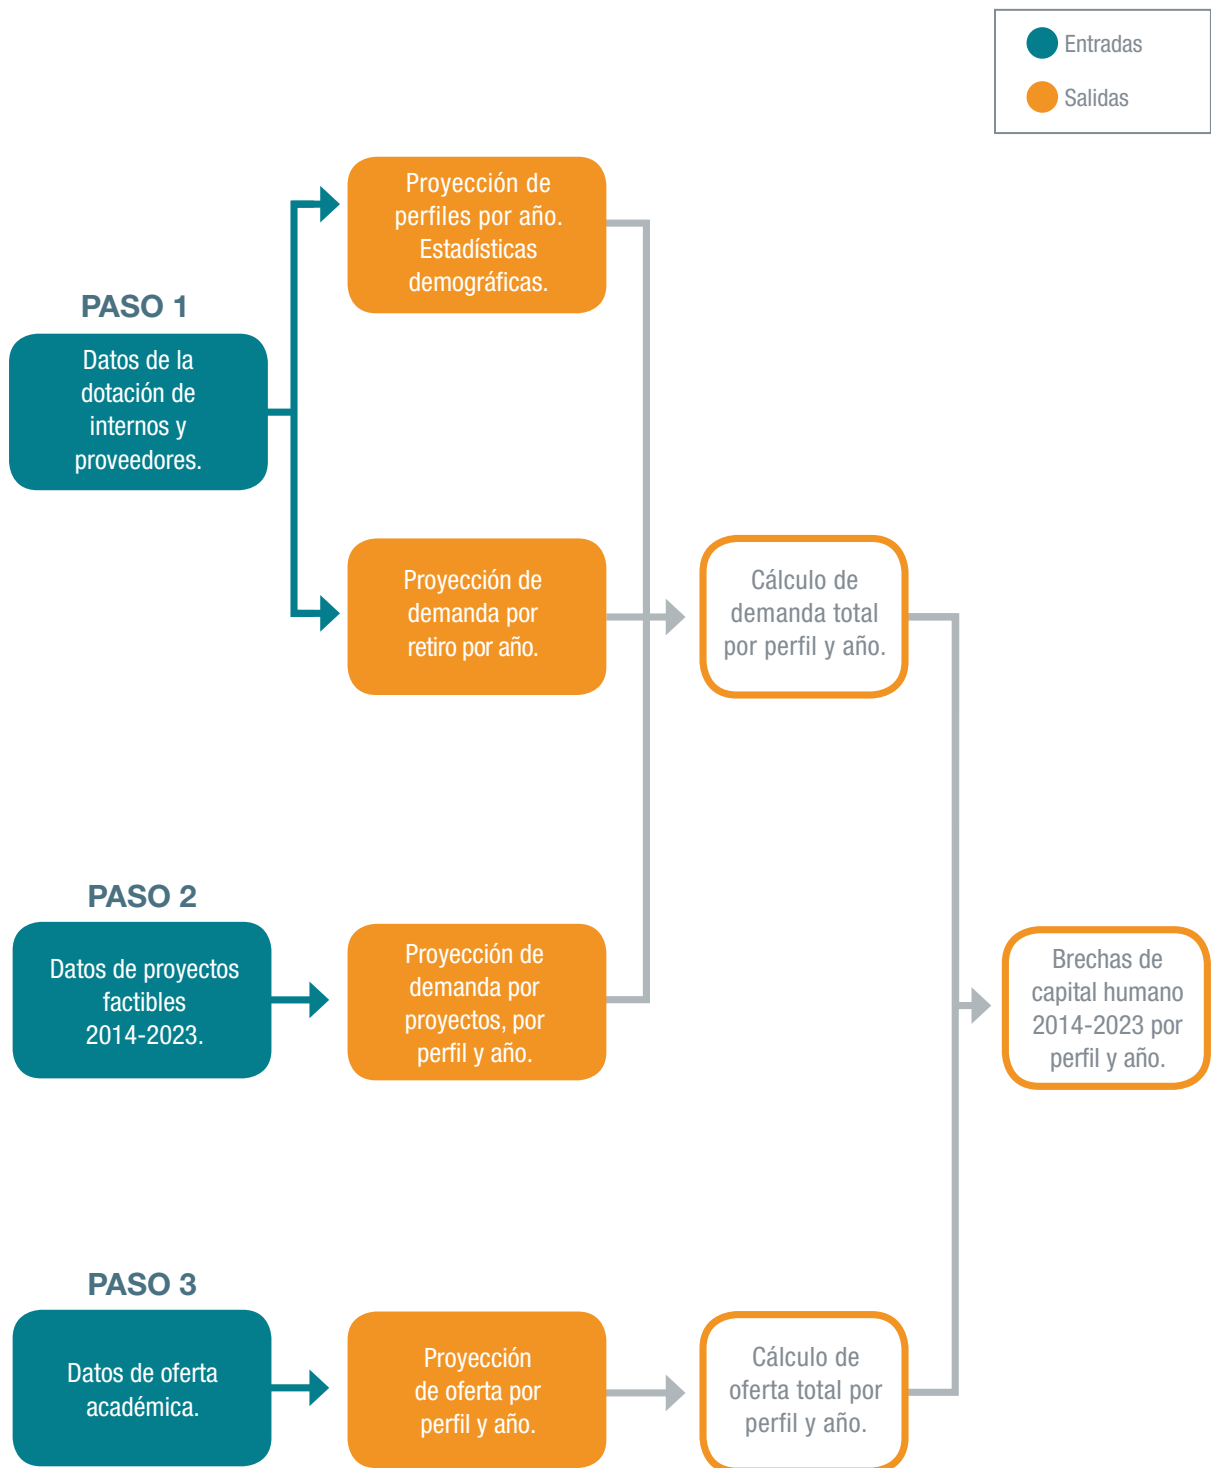 Entradas
Salidas
Proyección de
perfiles por año.
Estadísticas
demográficas.
PASO 1
Datos de la
dotación de
internos y
proveedores.
Proyección de
demanda por
retiro por año.
Cálculo de
demanda total
por perfil y año.
PASO 2
Datos de proyectos
factibles
2014-2023.
Proyección de
demanda por
proyectos, por
perfil y año.
Brechas de
capital humano
2014-2023 por
perfil y año.
PASO 3
Datos de oferta
académica.
Proyección
de oferta por
perfil y año.
Cálculo de
oferta total por
perfil y año.